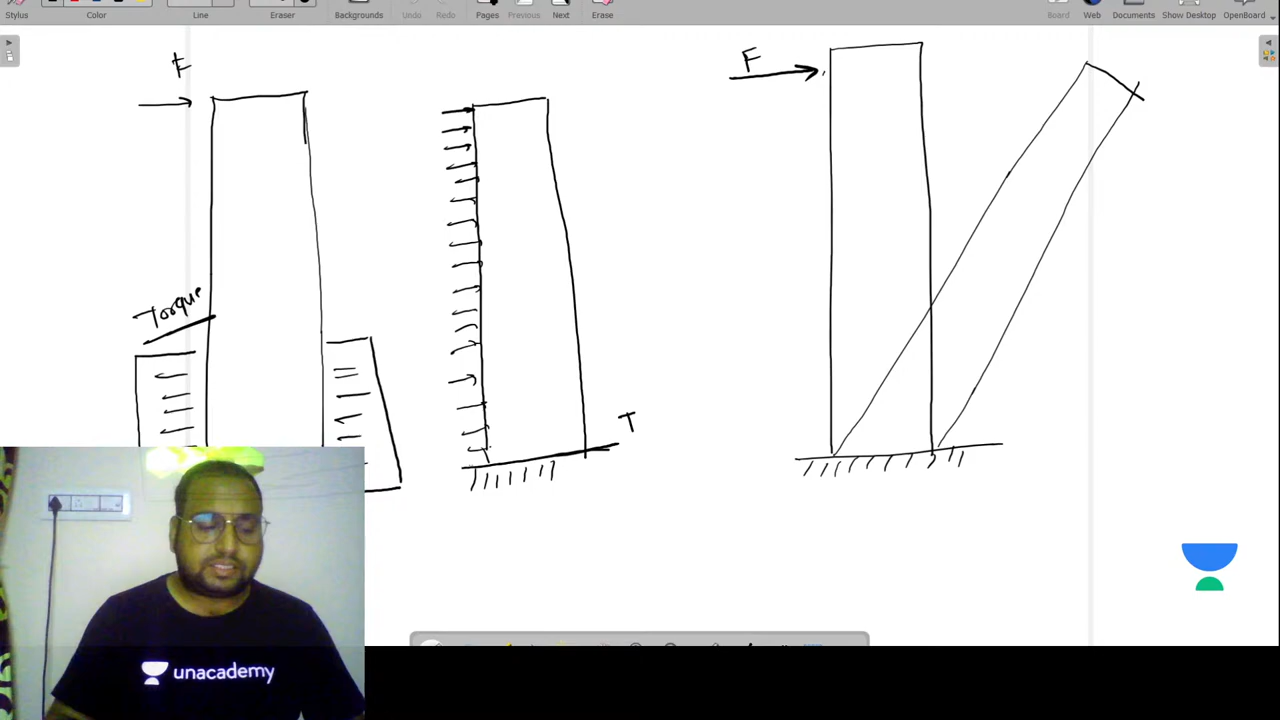 Stylus
Color
Line
Eraser
Backgrounds
Undo
Redo
Pages
Previous
Next
Erase
Board
Web
Documents
Show Desktop
OpenBoard
F
F
Torque
T
unacademy